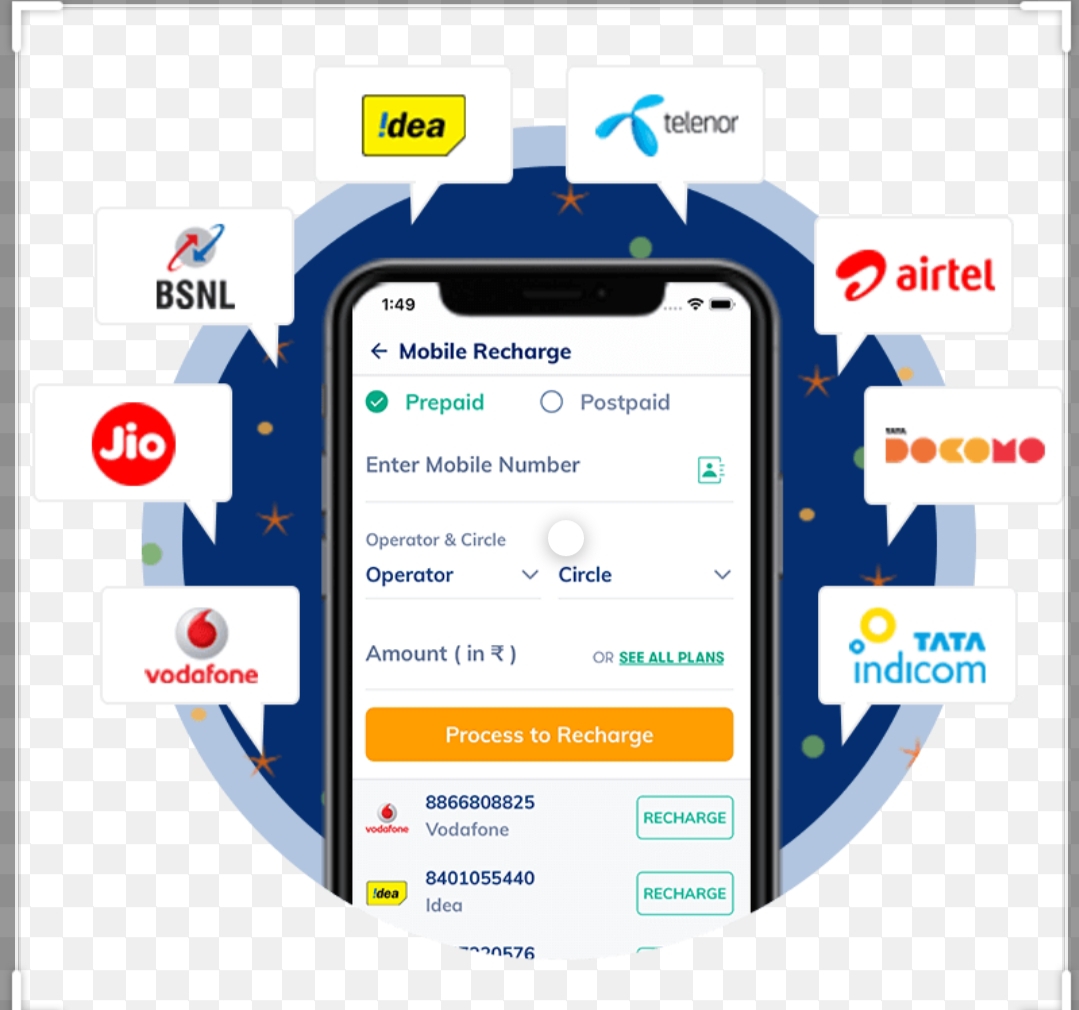 !dea
telenor
BSNL
airtel
Jio
TATA
DOCOMO
vodafone
TATA
indicom
1:49
Mobile Recharge
Prepaid Postpaid
Enter Mobile Number
Operator & Circle
Operator Circle
Amount ( in ₹ ) OR SEE ALL PLANS
Process to Recharge
vodafone
8866808825
Vodafone
RECHARGE
!dea
8401055440
Idea
RECHARGE